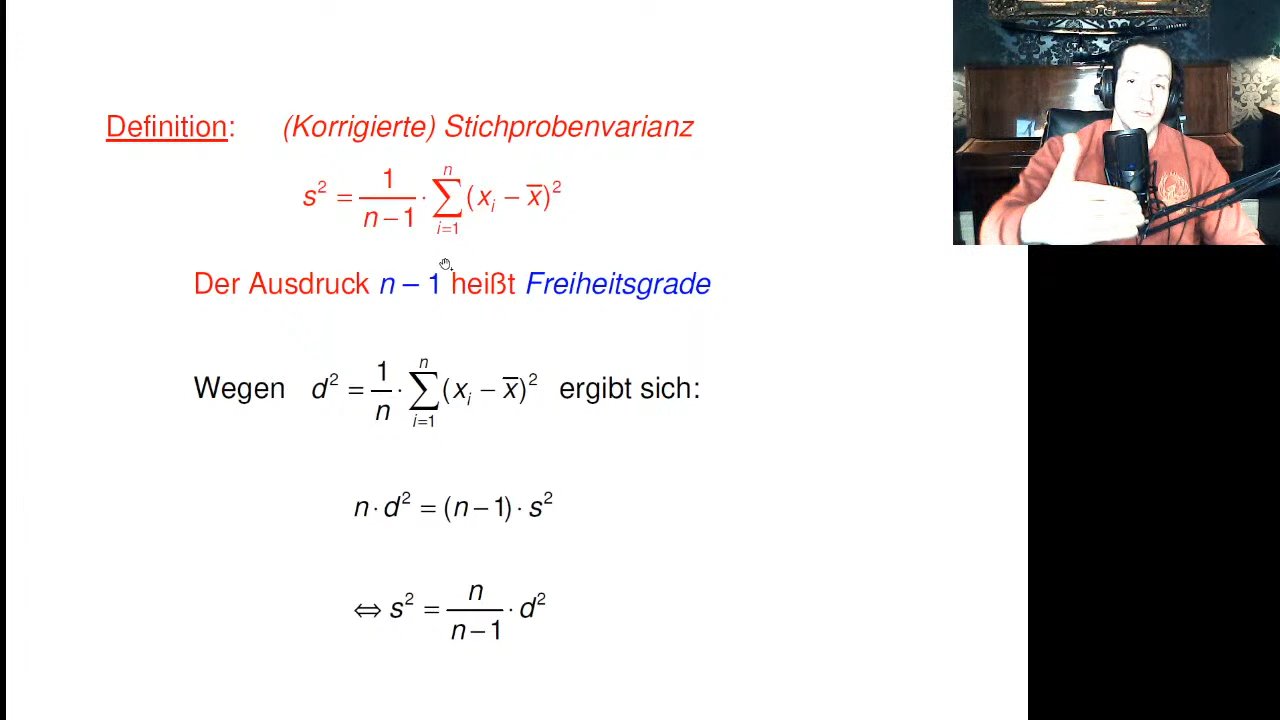 Definition: (Korrigierte) Stichprobenvarianz
s² = 1/(n − 1) · ∑_{i=1}^{n} (x_i − x̅)²
Der Ausdruck n – 1 heißt Freiheitsgrade
Wegen d² = 1/n · ∑_{i=1}^{n} (x_i − x̅)² ergibt sich:
n · d² = (n − 1) · s²
⇔ s² = n/(n − 1) · d²